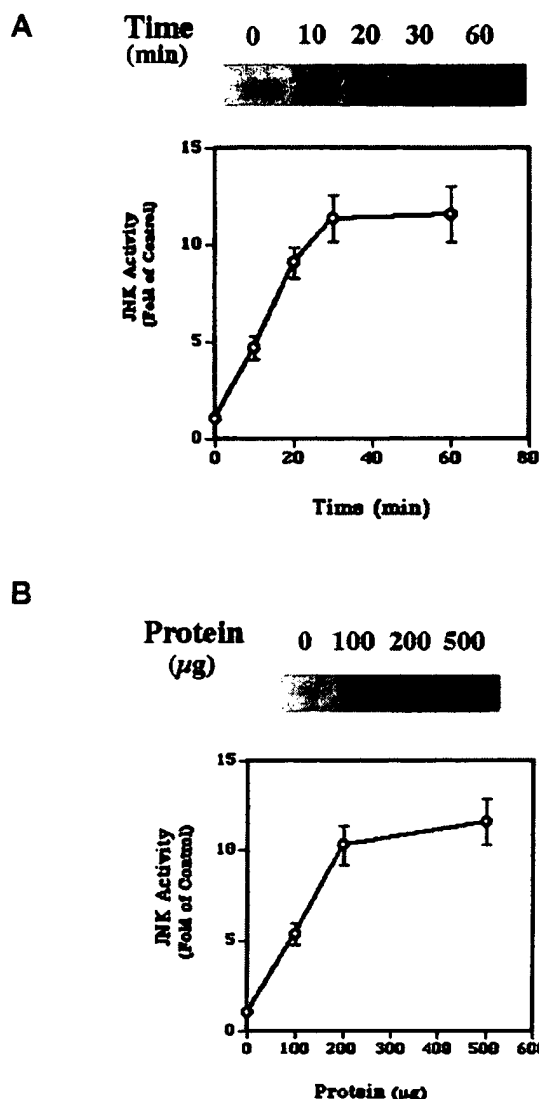 A
Time 0 10 20 30 60
(min)
15
10
5
0
JNK Activity
(Fold of Control)
0 20 40 60 80
Time (min)
B
Protein 0 100 200 500
(µg)
15
10
5
0
JNK Activity
(Fold of Control)
0 100 200 300 400 500 600
Protein (µg)